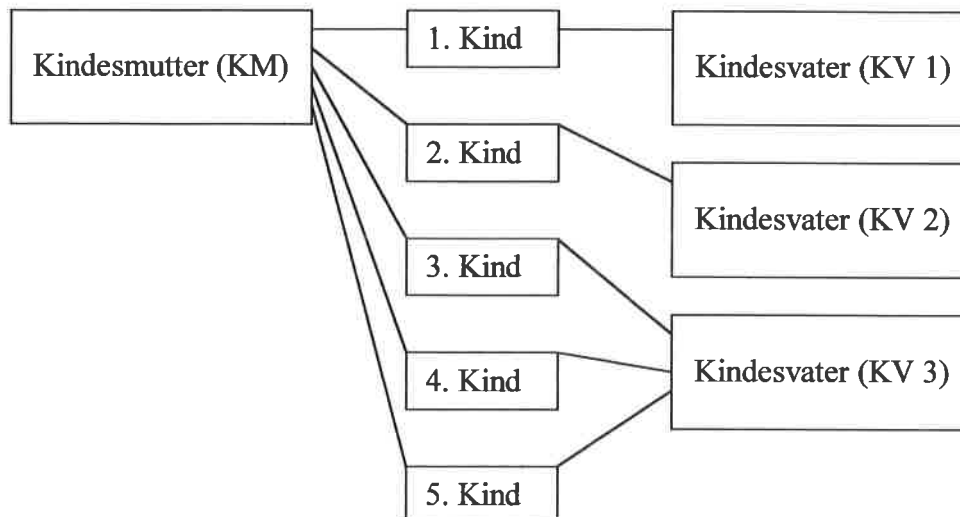 Kindesmutter (KM)
1. Kind
Kindesvater (KV 1)
2. Kind
Kindesvater (KV 2)
3. Kind
Kindesvater (KV 3)
4. Kind
5. Kind